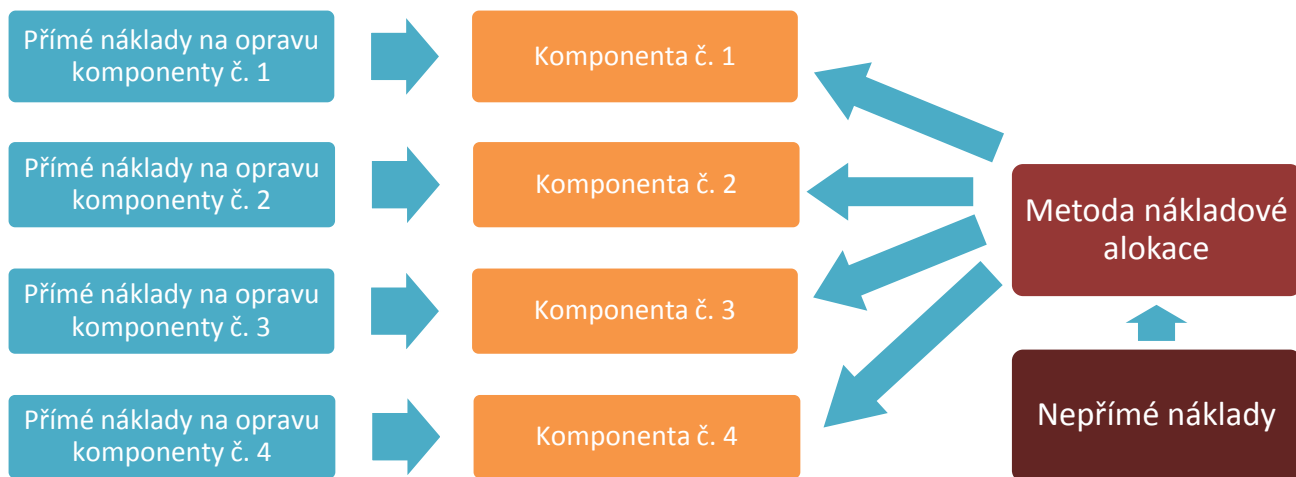 Přímé náklady na opravu
komponenty č. 1
Komponenta č. 1
Přímé náklady na opravu
komponenty č. 2
Komponenta č. 2
Metoda nákladové
alokace
Přímé náklady na opravu
komponenty č. 3
Komponenta č. 3
Přímé náklady na opravu
komponenty č. 4
Komponenta č. 4
Nepřímé náklady